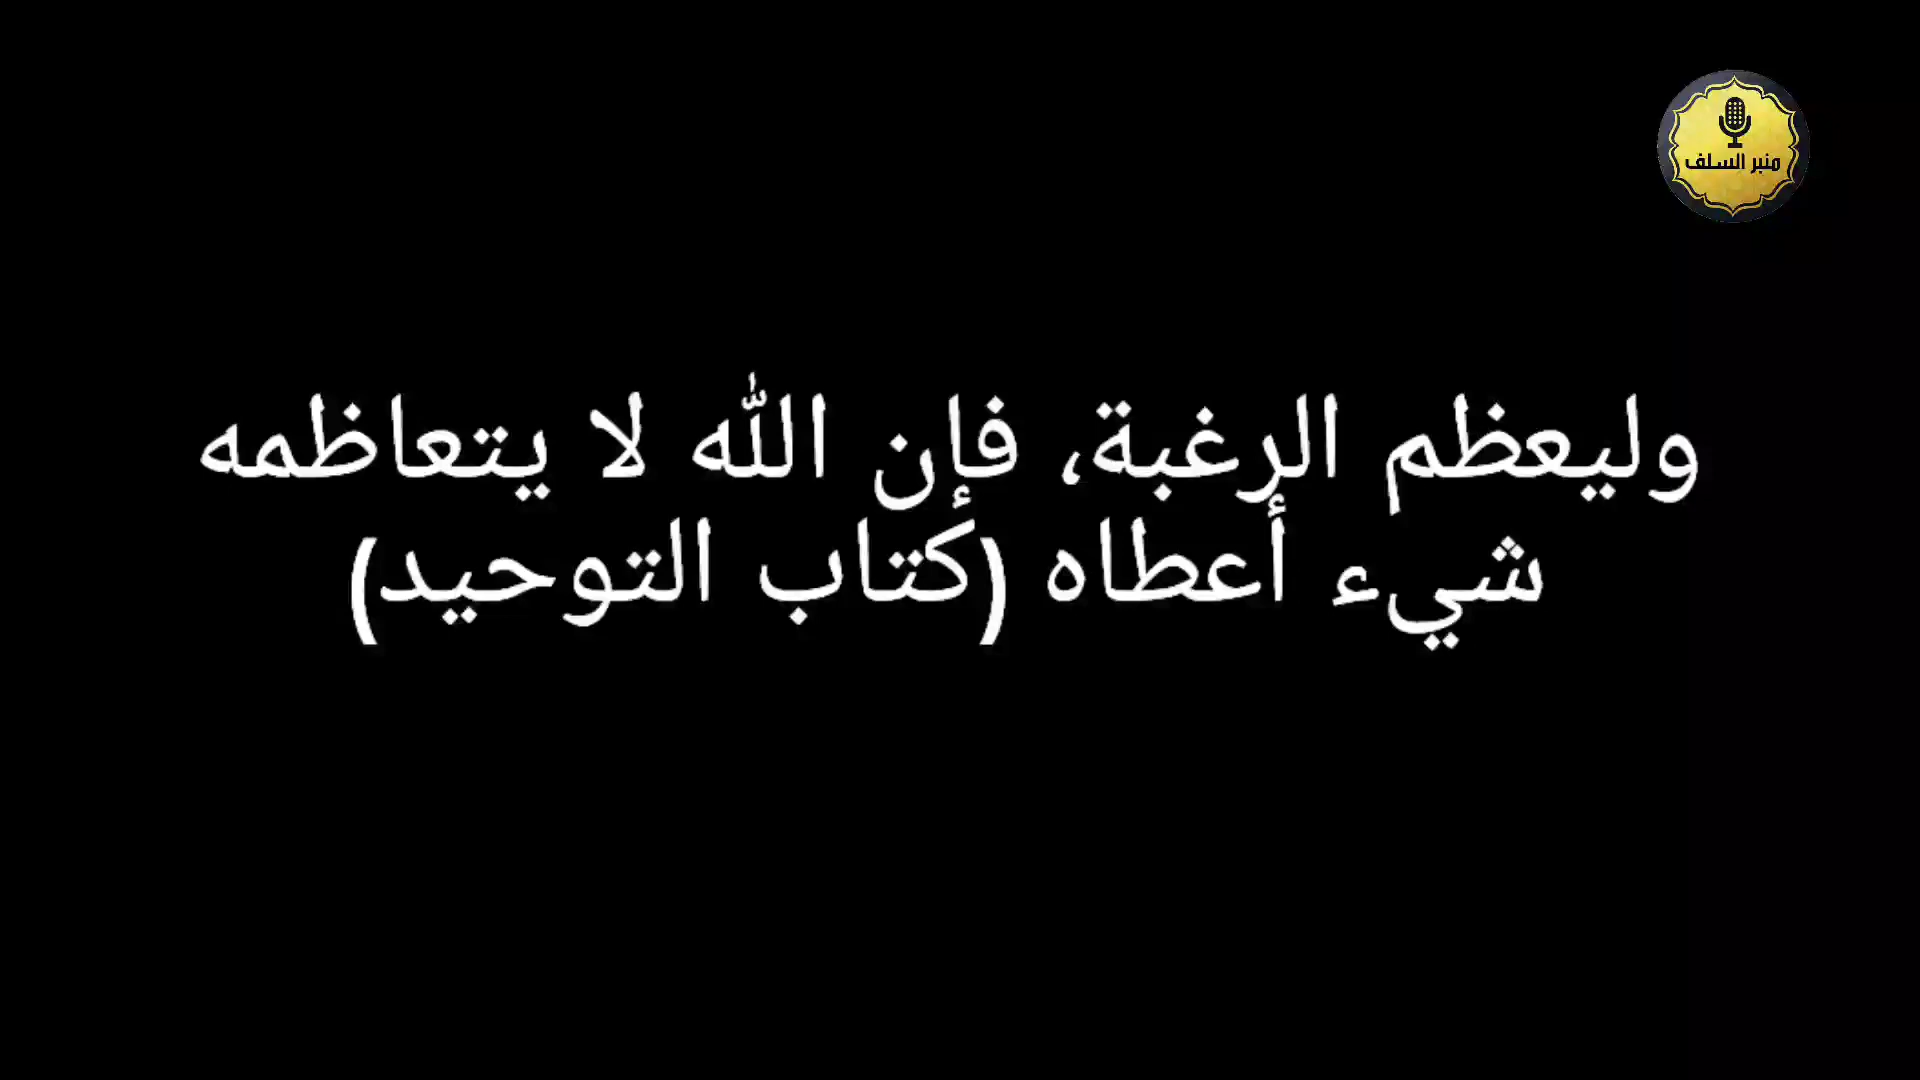 منبر السلف
وليعظم الرغبة، فإن الله لا يتعاظمه
شيء أعطاه (كتاب التوحيد)